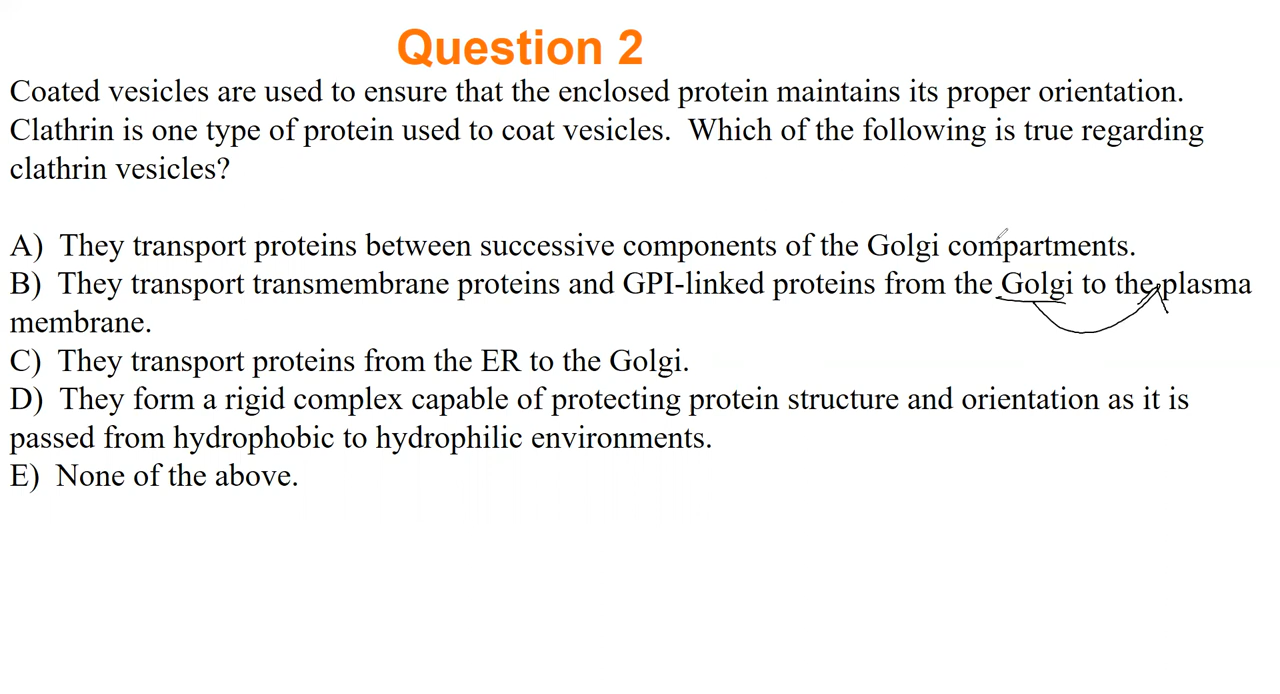 Question 2
Coated vesicles are used to ensure that the enclosed protein maintains its proper orientation.
Clathrin is one type of protein used to coat vesicles.  Which of the following is true regarding
clathrin vesicles?
A)  They transport proteins between successive components of the Golgi compartments.
B)  They transport transmembrane proteins and GPI-linked proteins from the Golgi to the plasma
membrane.
C)  They transport proteins from the ER to the Golgi.
D)  They form a rigid complex capable of protecting protein structure and orientation as it is
passed from hydrophobic to hydrophilic environments.
E)  None of the above.